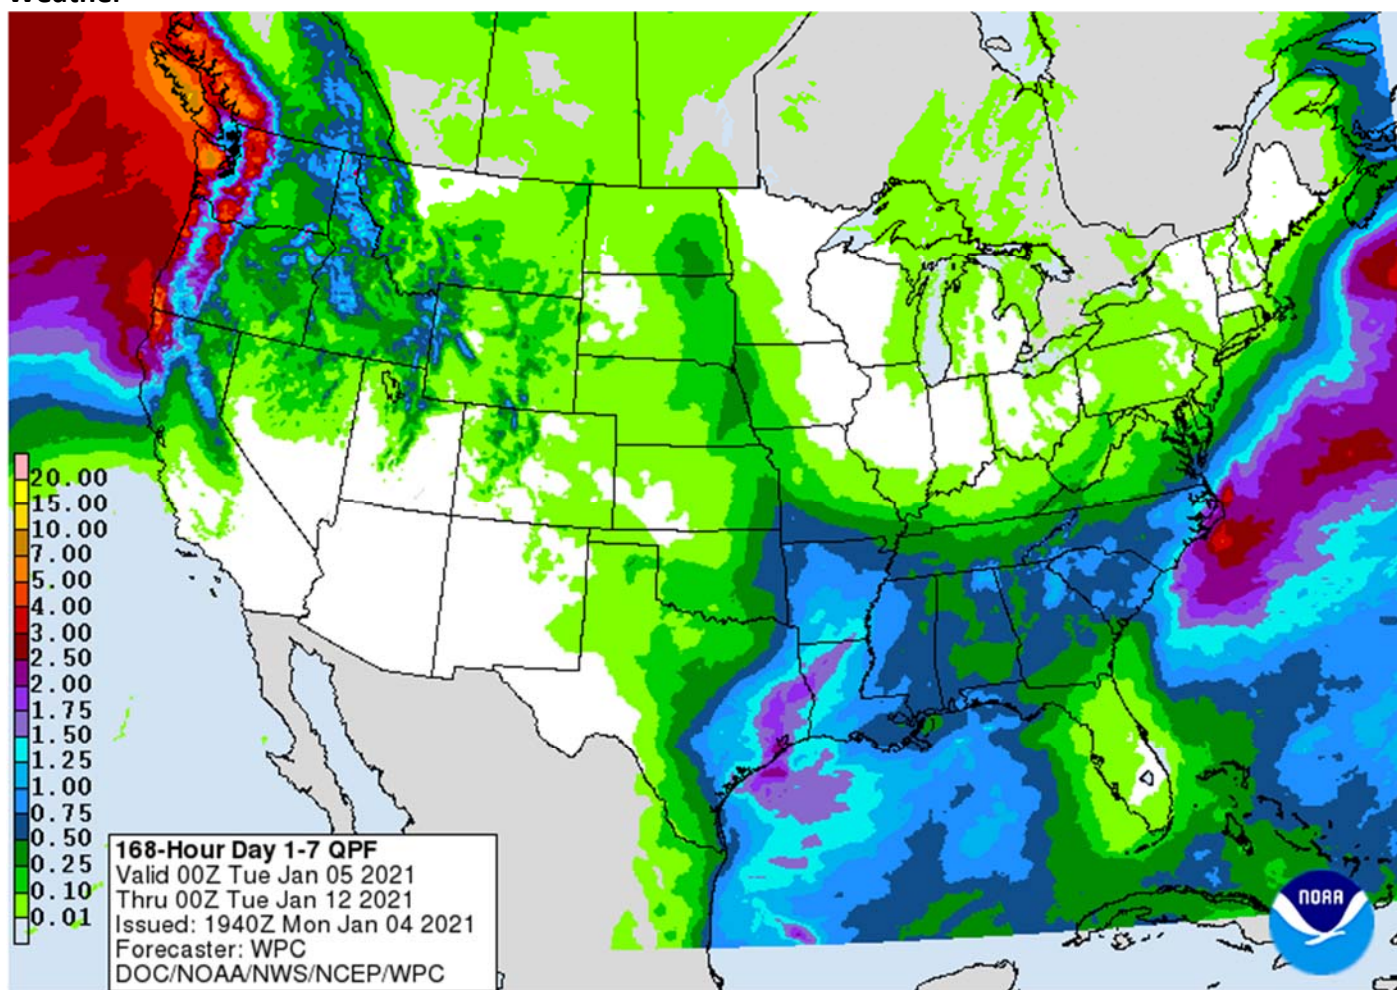 Weather
20.00
15.00
10.00
7.00
5.00
4.00
3.00
2.50
2.00
1.75
1.50
1.25
1.00
0.75
0.50
0.25
0.10
0.01
168-Hour Day 1-7 QPF
Valid 00Z Tue Jan 05 2021
Thru 00Z Tue Jan 12 2021
Issued: 1940Z Mon Jan 04 2021
Forecaster: WPC
DOC/NOAA/NWS/NCEP/WPC
NOAA